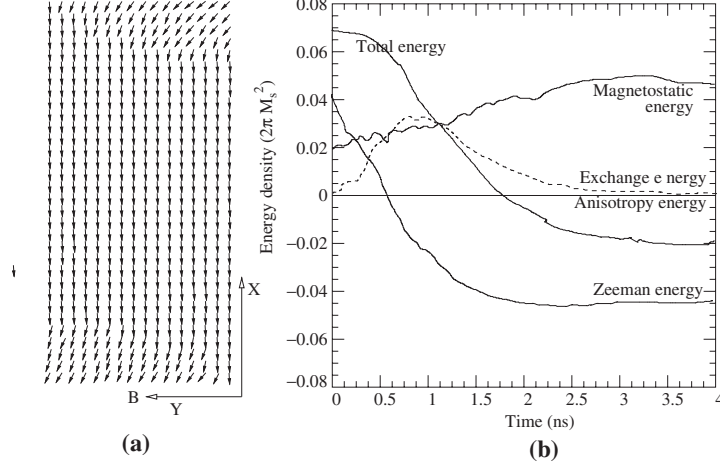 X
B
Y
(a)
0.08
0.06
0.04
0.02
0
−0.02
−0.04
−0.06
−0.08
Energy density (2π Ms²)
Total energy
Magnetostatic
energy
Exchange e nergy
Anisotropy energy
Zeeman energy
0 0.5 1 1.5 2 2.5 3 3.5 4
Time (ns)
(b)